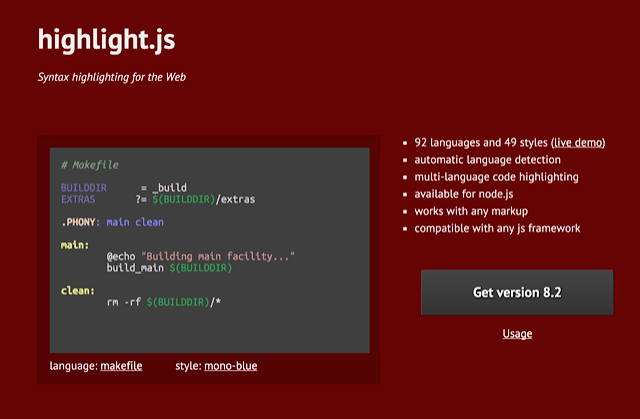 highlight.js
Syntax highlighting for the Web
# Makefile
BUILDDIR = _build
EXTRAS ?= $(BUILDDIR)/extras
.PHONY: main clean
main:
@echo "Building main facility..."
build_main $(BUILDDIR)
clean:
rm -rf $(BUILDDIR)/*
language: makefile style: mono-blue
92 languages and 49 styles (live demo)
automatic language detection
multi-language code highlighting
available for node.js
works with any markup
compatible with any js framework
Get version 8.2
Usage